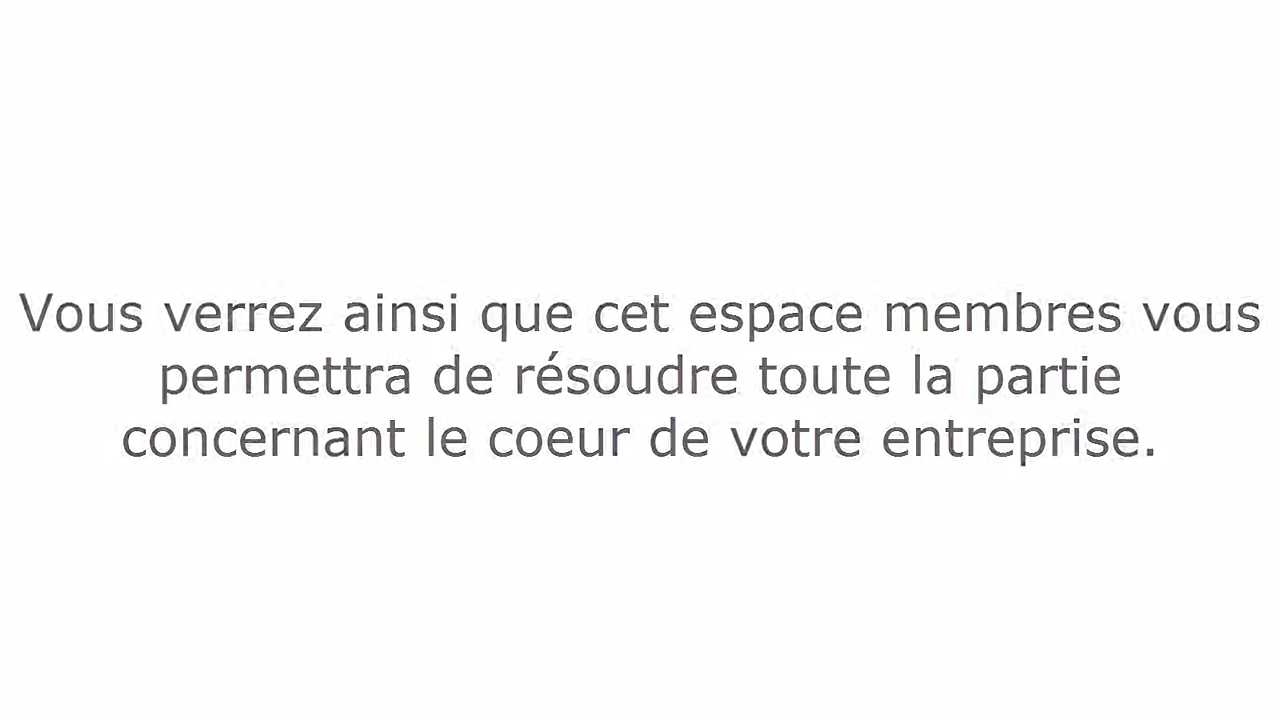 Vous verrez ainsi que cet espace membres vous
permettra de résoudre toute la partie
concernant le coeur de votre entreprise.